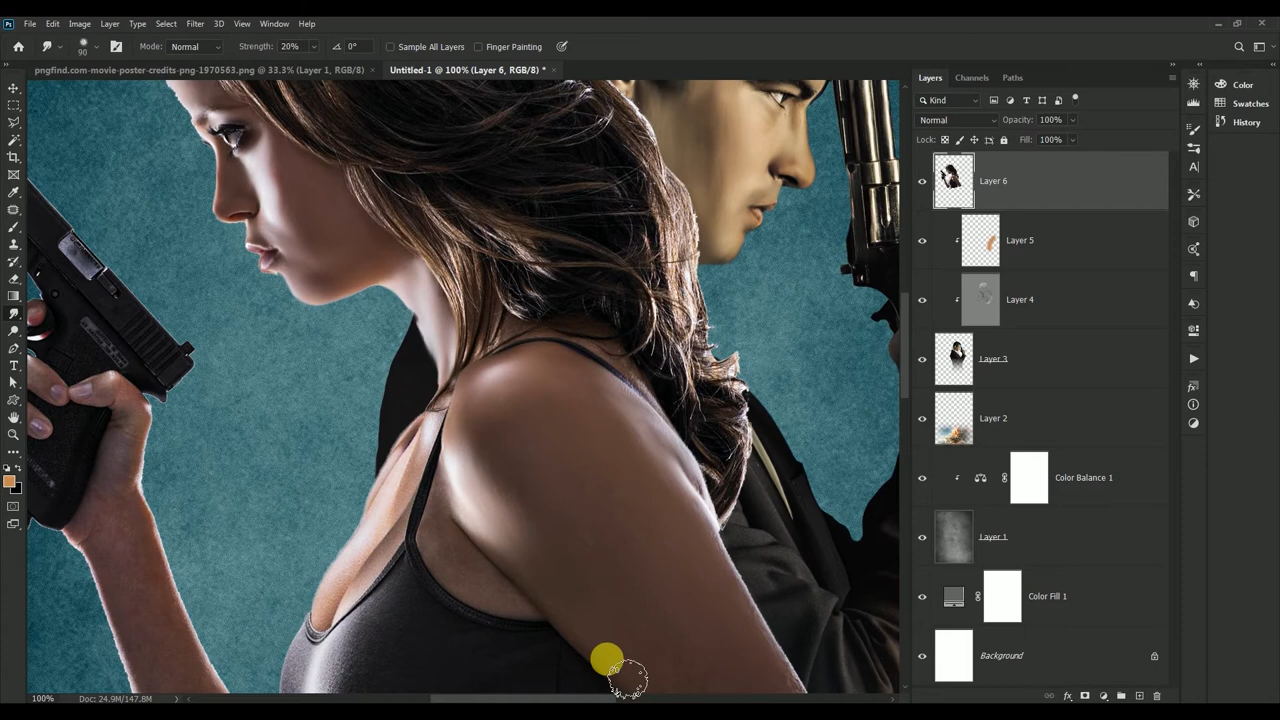 Ps File Edit Image Layer Type Select Filter 3D View Window Help
90 Mode: Normal Strength: 20% 0° Sample All Layers Finger Painting
pngfind.com-movie-poster-credits-png-1970563.png @ 33.3% (Layer 1, RGB/8) × Untitled-1 @ 100% (Layer 6, RGB/8) * ×
Layers Channels Paths
Color
Kind
Swatches
Normal Opacity: 100%
History
Lock: Fill: 100%
Layer 6
Layer 5
Layer 4
Layer 3
Layer 2
Color Balance 1
Layer 1
Color Fill 1
Background
100% Doc: 24.9M/147.8M